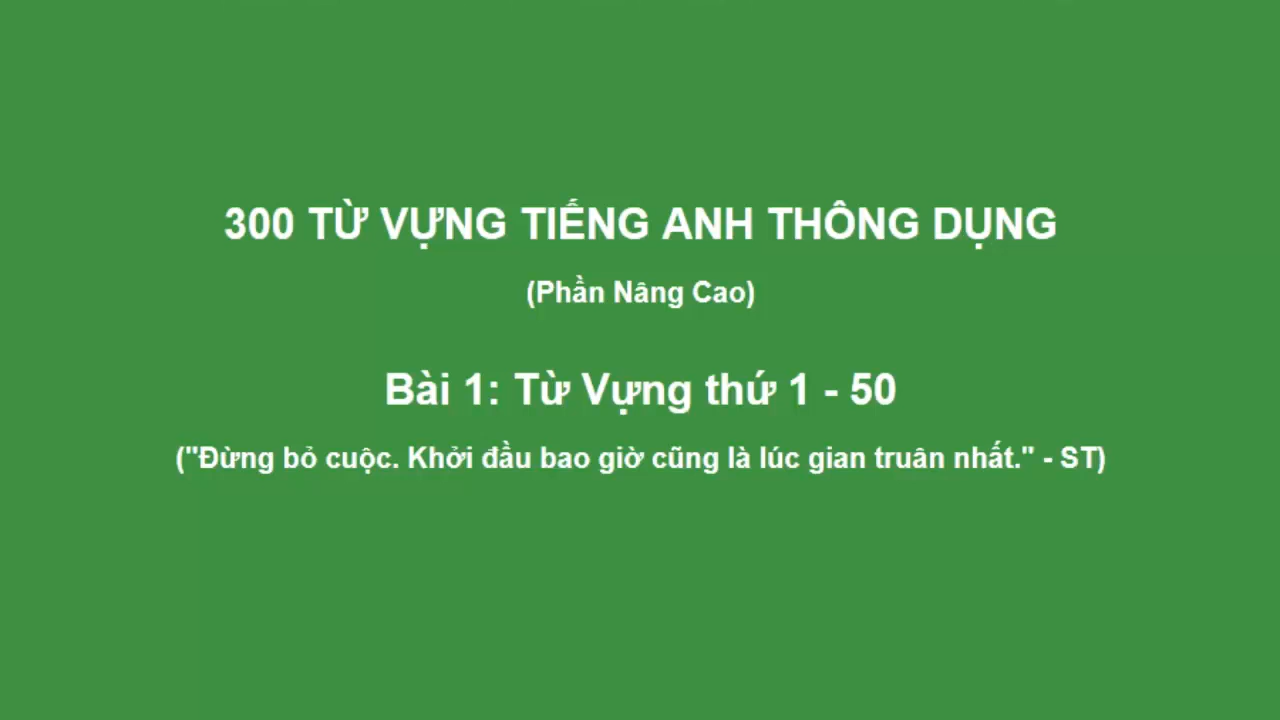 300 TỪ VỰNG TIẾNG ANH THÔNG DỤNG
(Phần Nâng Cao)
Bài 1: Từ Vựng thứ 1 - 50
("Đừng bỏ cuộc. Khởi đầu bao giờ cũng là lúc gian truân nhất." - ST)